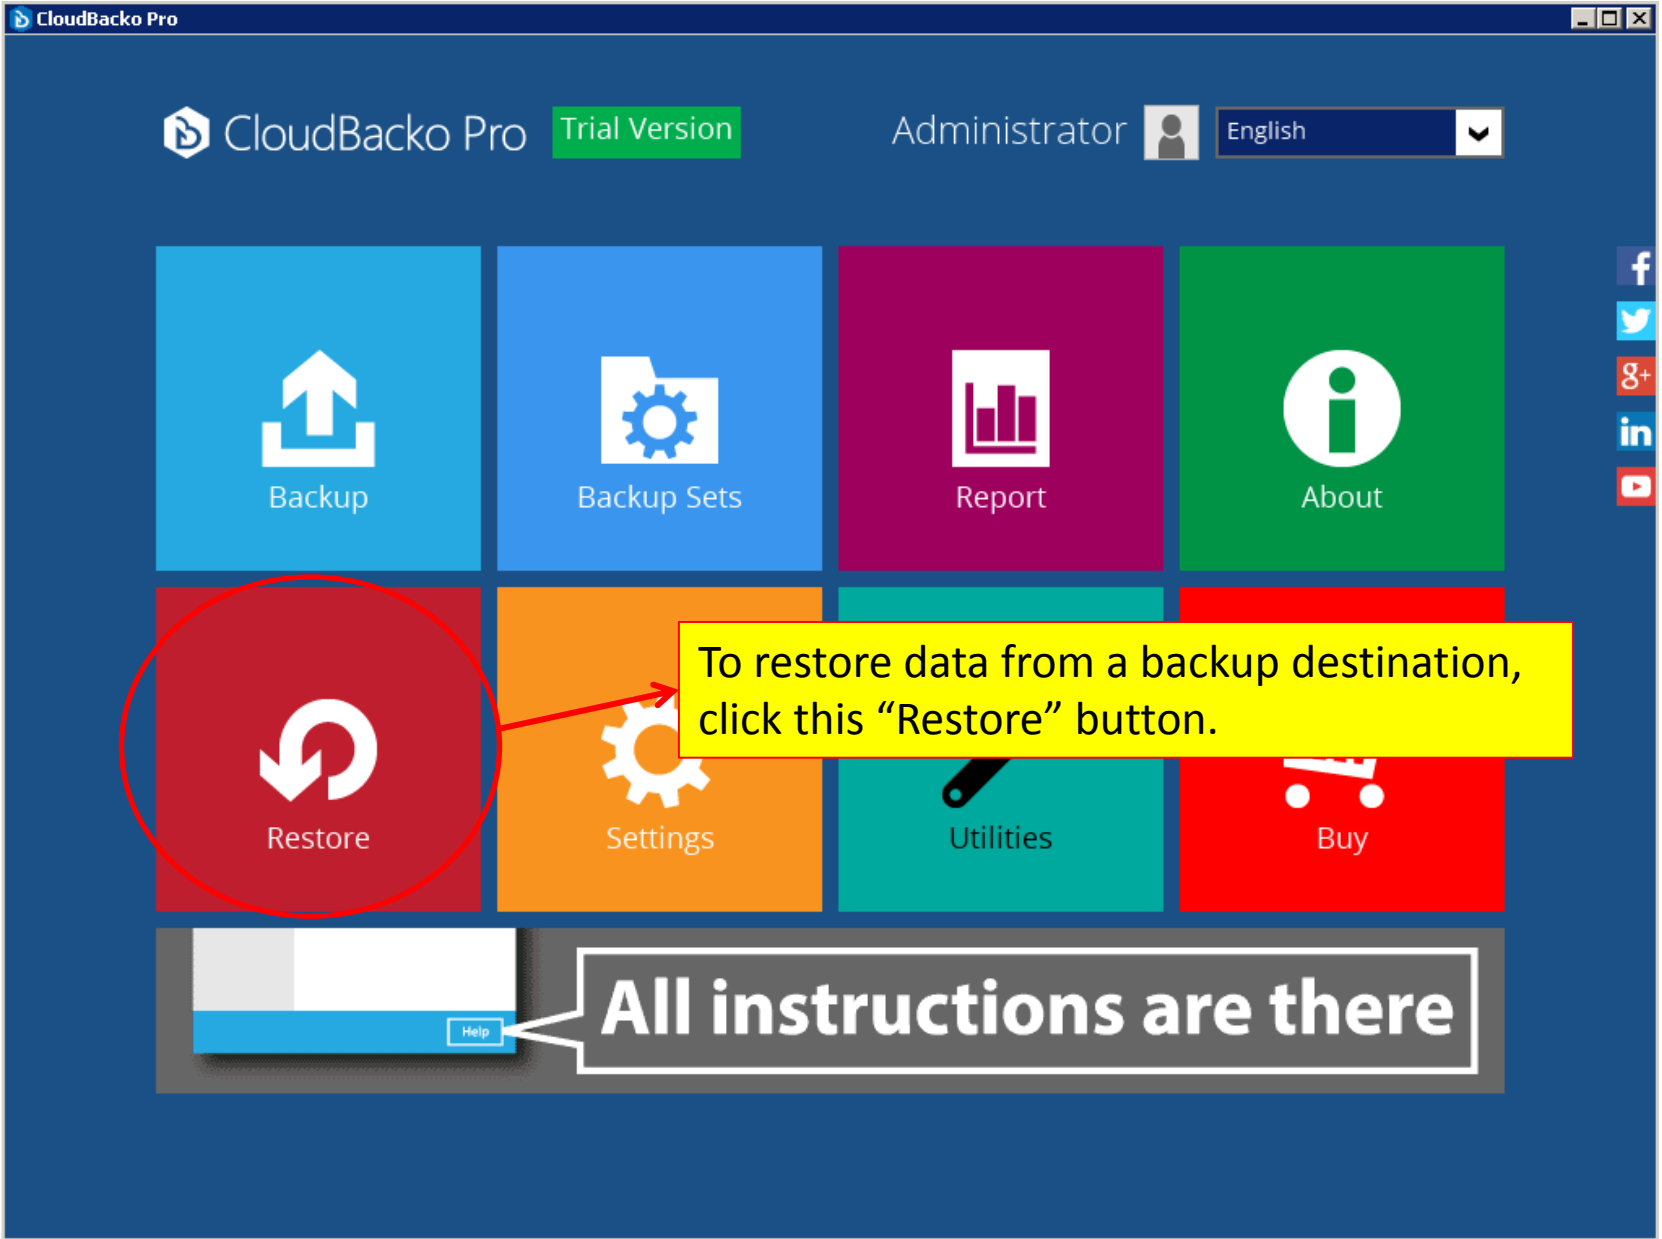 CloudBacko Pro
CloudBacko Pro
Trial Version
Administrator
English
Backup
Backup Sets
Report
About
To restore data from a backup destination,
click this “Restore” button.
Restore
Settings
Utilities
Buy
Help
All instructions are there